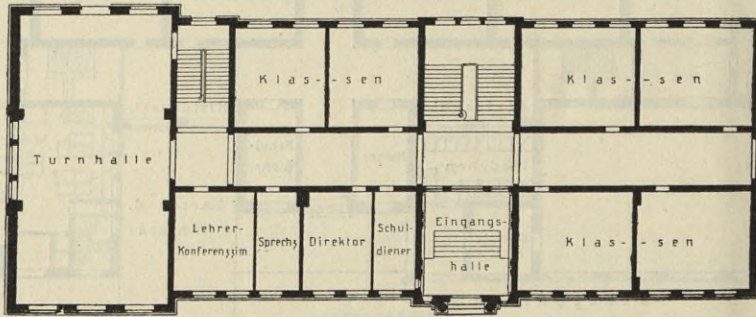 Klas- -sen
Klas- -sen
Turnhalle
Lehrer-
Konferenzzim.
Sprechz.
Direktor
Schul-
diener
Eingangs-
halle
Klas- -sen